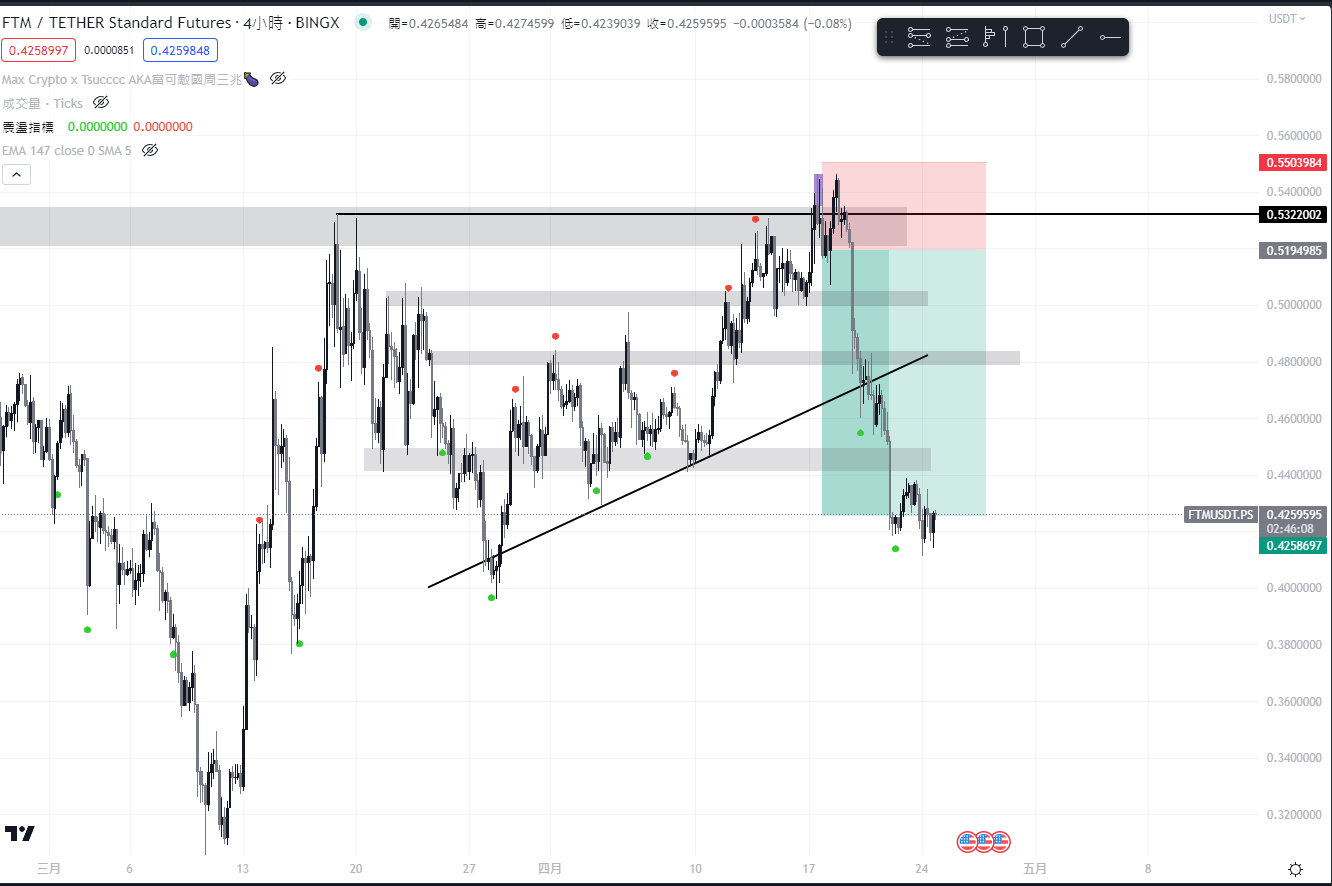 FTM / TETHER Standard Futures · 4小時 · BINGX 開=0.4265484 高=0.4274599 低=0.4239039 收=0.4259595 −0.0003584 (−0.08%)
USDT
0.4258997 0.0000851 0.4259848
Max Crypto x Tsucccc AKA富可敵國周三兆
成交量 · Ticks
震盪指標 0.0000000 0.0000000
EMA 147 close 0 SMA 5
0.5800000
0.5600000
0.5503984
0.5400000
0.5322002
0.5194985
0.5000000
0.4800000
0.4600000
0.4400000
FTMUSDT.PS 0.4259595
02:46:08
0.4258697
0.4000000
0.3800000
0.3600000
0.3400000
0.3200000
三月 6 13 20 27 四月 10 17 24 五月 8